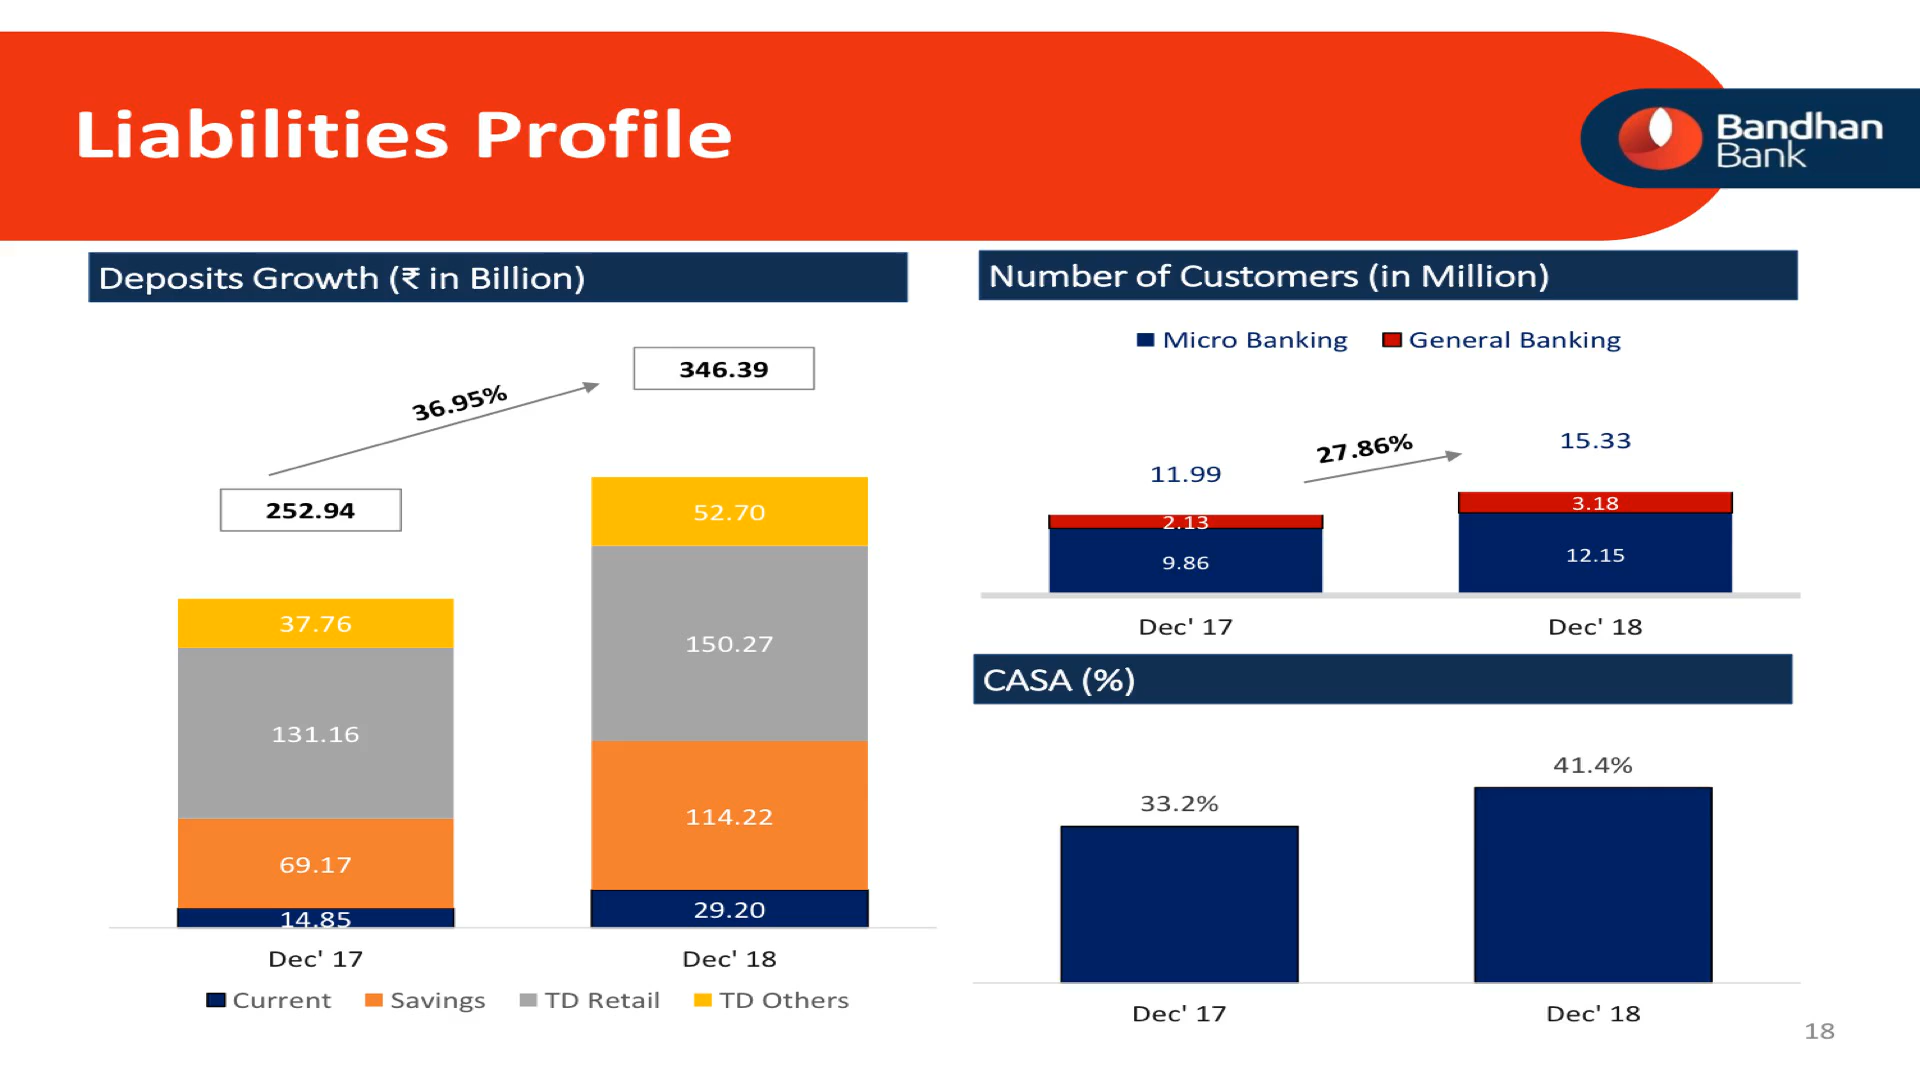 Liabilities Profile
Bandhan
Bank
Deposits Growth (₹ in Billion)
36.95%
346.39
252.94
52.70
37.76
150.27
131.16
114.22
69.17
29.20
14.85
Dec' 17
Dec' 18
Current
Savings
TD Retail
TD Others
Number of Customers (in Million)
Micro Banking
General Banking
27.86%
15.33
11.99
3.18
2.13
12.15
9.86
Dec' 17
Dec' 18
CASA (%)
41.4%
33.2%
Dec' 17
Dec' 18
18